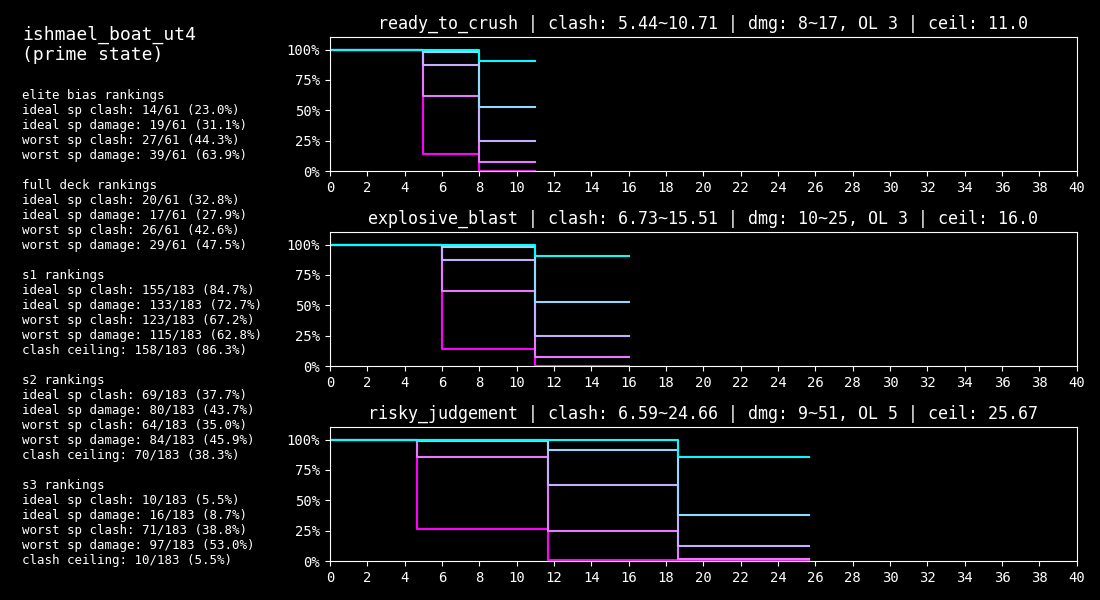 ishmael_boat_ut4
(prime state)
elite bias rankings
ideal sp clash: 14/61 (23.0%)
ideal sp damage: 19/61 (31.1%)
worst sp clash: 27/61 (44.3%)
worst sp damage: 39/61 (63.9%)
full deck rankings
ideal sp clash: 20/61 (32.8%)
ideal sp damage: 17/61 (27.9%)
worst sp clash: 26/61 (42.6%)
worst sp damage: 29/61 (47.5%)
s1 rankings
ideal sp clash: 155/183 (84.7%)
ideal sp damage: 133/183 (72.7%)
worst sp clash: 123/183 (67.2%)
worst sp damage: 115/183 (62.8%)
clash ceiling: 158/183 (86.3%)
s2 rankings
ideal sp clash: 69/183 (37.7%)
ideal sp damage: 80/183 (43.7%)
worst sp clash: 64/183 (35.0%)
worst sp damage: 84/183 (45.9%)
clash ceiling: 70/183 (38.3%)
s3 rankings
ideal sp clash: 10/183 (5.5%)
ideal sp damage: 16/183 (8.7%)
worst sp clash: 71/183 (38.8%)
worst sp damage: 97/183 (53.0%)
clash ceiling: 10/183 (5.5%)
ready_to_crush | clash: 5.44~10.71 | dmg: 8~17, OL 3 | ceil: 11.0
100%
75%
50%
25%
0%
0 2 4 6 8 10 12 14 16 18 20 22 24 26 28 30 32 34 36 38 40
explosive_blast | clash: 6.73~15.51 | dmg: 10~25, OL 3 | ceil: 16.0
100%
75%
50%
25%
0%
0 2 4 6 8 10 12 14 16 18 20 22 24 26 28 30 32 34 36 38 40
risky_judgement | clash: 6.59~24.66 | dmg: 9~51, OL 5 | ceil: 25.67
100%
75%
50%
25%
0%
0 2 4 6 8 10 12 14 16 18 20 22 24 26 28 30 32 34 36 38 40